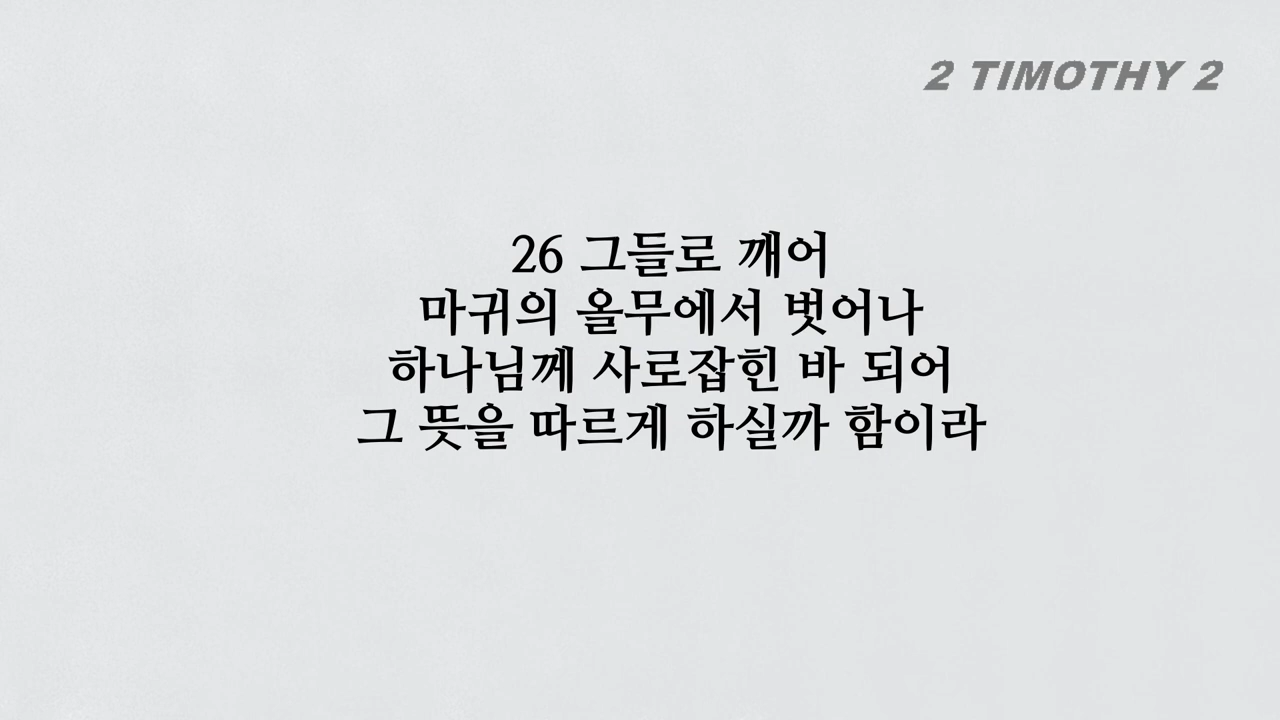 2 TIMOTHY 2
26 그들로 깨어
마귀의 올무에서 벗어나
하나님께 사로잡힌 바 되어
그 뜻을 따르게 하실까 함이라